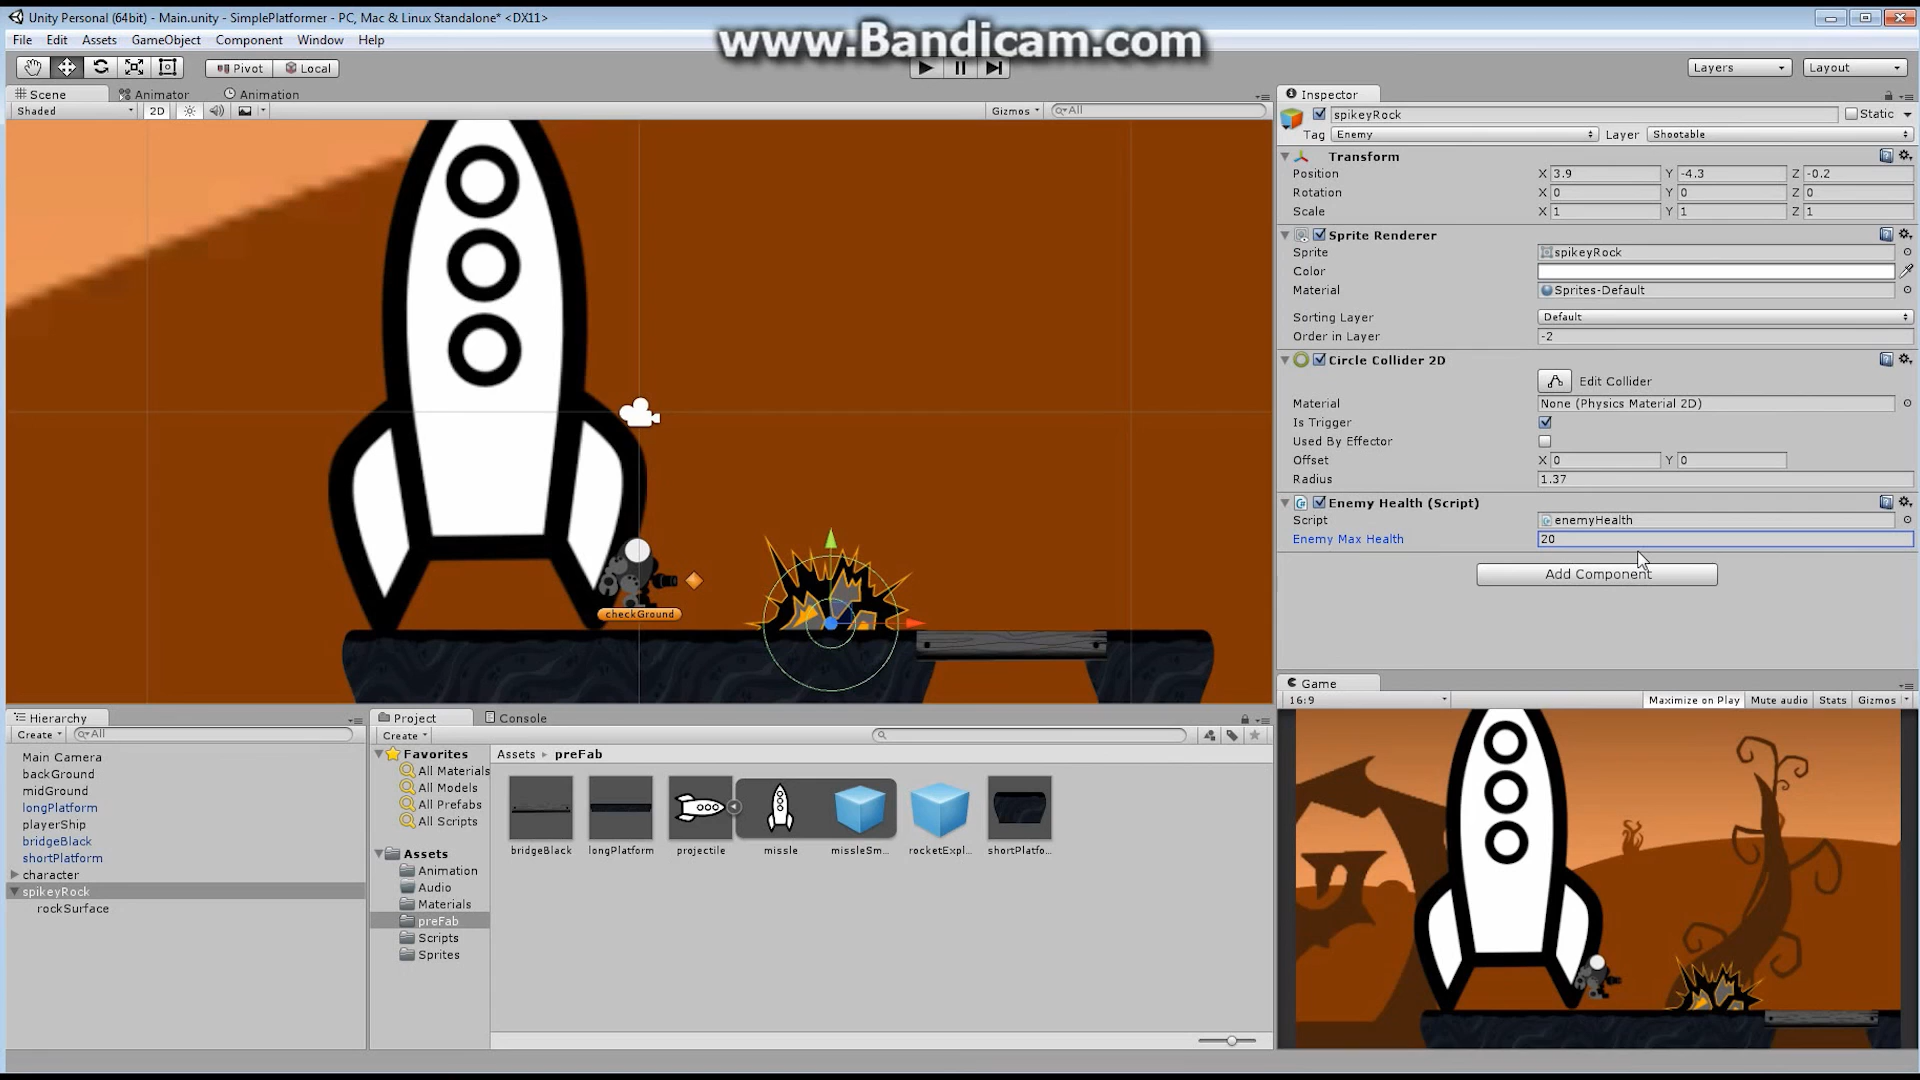 Unity Personal (64bit) - Main.unity - SimplePlatformer - PC, Mac & Linux Standalone* <DX11>
www.Bandicam.com
File Edit Assets GameObject Component Window Help
Pivot Local
Layers Layout
Scene Animator Animation
Shaded 2D Gizmos All
Inspector
spikeyRock Static
Tag Enemy Layer Shootable
Transform
Position X 3.9 Y -4.3 Z -0.2
Rotation X 0 Y 0 Z 0
Scale X 1 Y 1 Z 1
Sprite Renderer
Sprite spikeyRock
Color
Material Sprites-Default
Sorting Layer Default
Order in Layer -2
Circle Collider 2D
Edit Collider
Material None (Physics Material 2D)
Is Trigger
Used By Effector
Offset X 0 Y 0
Radius 1.37
Enemy Health (Script)
Script enemyHealth
Enemy Max Health 20
Add Component
checkGround
Game
16:9 Maximize on Play Mute audio Stats Gizmos
Hierarchy
Create All
Main Camera
backGround
midGround
longPlatform
playerShip
bridgeBlack
shortPlatform
character
spikeyRock
rockSurface
Project Console
Create
Favorites
All Materials
All Models
All Prefabs
All Scripts
Assets
Animation
Audio
Materials
preFab
Scripts
Sprites
Assets preFab
bridgeBlack longPlatform projectile missle missleSm... rocketExpl... shortPlatfo...